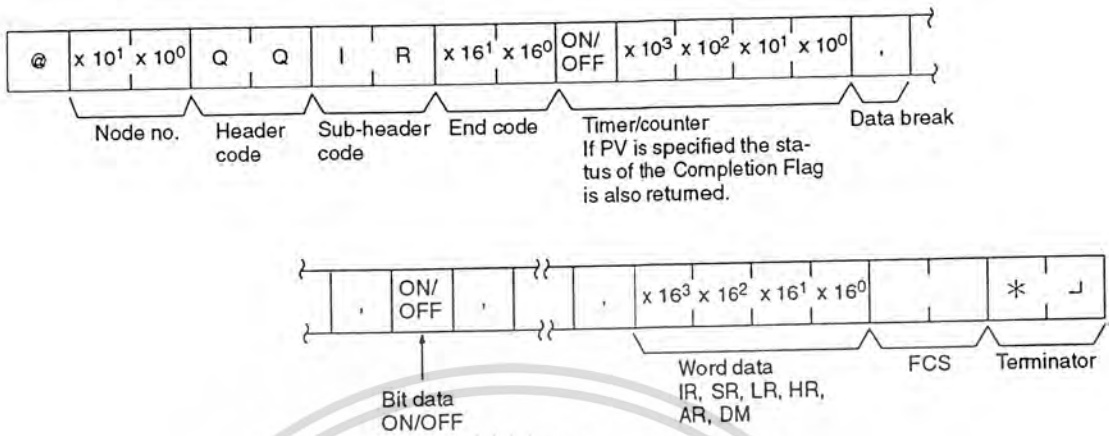 @ x 10¹ x 10⁰ Q Q I R x 16¹ x 16⁰ ON/OFF x 10³ x 10² x 10¹ x 10⁰ ,
Node no. Header code Sub-header code End code Timer/counter Data break
If PV is specified the sta-
tus of the Completion Flag
is also returned.
, ON/OFF , , x 16³ x 16² x 16¹ x 16⁰ * ↵
Bit data
ON/OFF
Word data
IR, SR, LR, HR,
AR, DM
FCS
Terminator